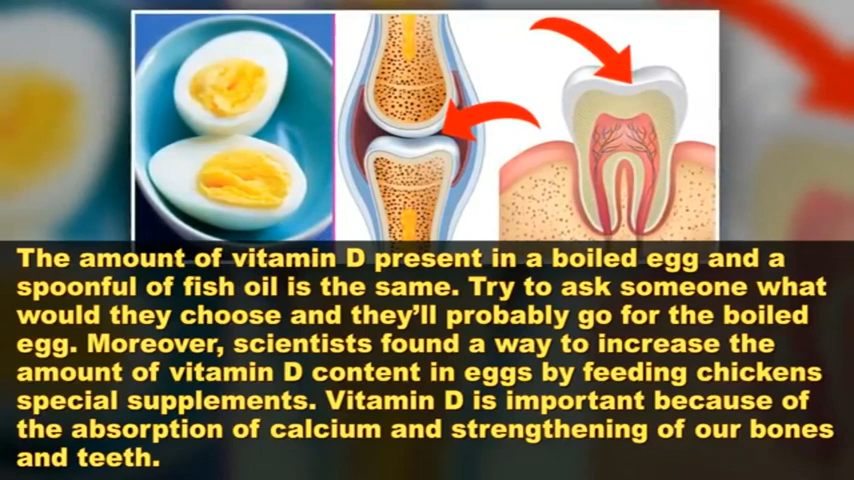 The amount of vitamin D present in a boiled egg and a
spoonful of fish oil is the same. Try to ask someone what
would they choose and they’ll probably go for the boiled
egg. Moreover, scientists found a way to increase the
amount of vitamin D content in eggs by feeding chickens
special supplements. Vitamin D is important because of
the absorption of calcium and strengthening of our bones
and teeth.